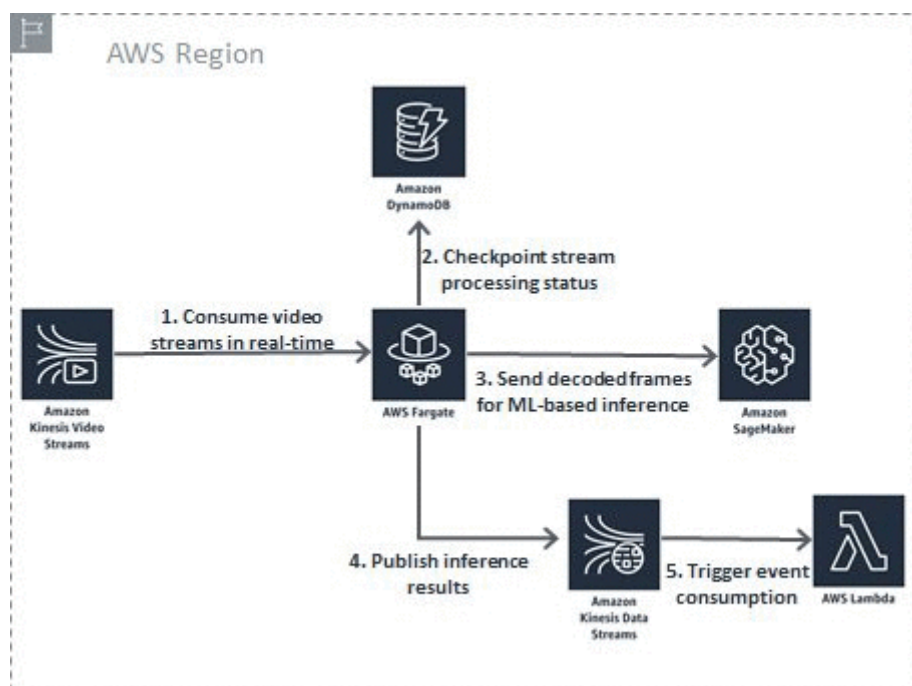 AWS Region
Amazon
DynamoDB
2. Checkpoint stream
processing status
1. Consume video
streams in real-time
Amazon
Kinesis Video
Streams
AWS Fargate
3. Send decoded frames
for ML-based inference
Amazon
SageMaker
4. Publish inference
results
Amazon
Kinesis Data
Streams
5. Trigger event
consumption
AWS Lambda